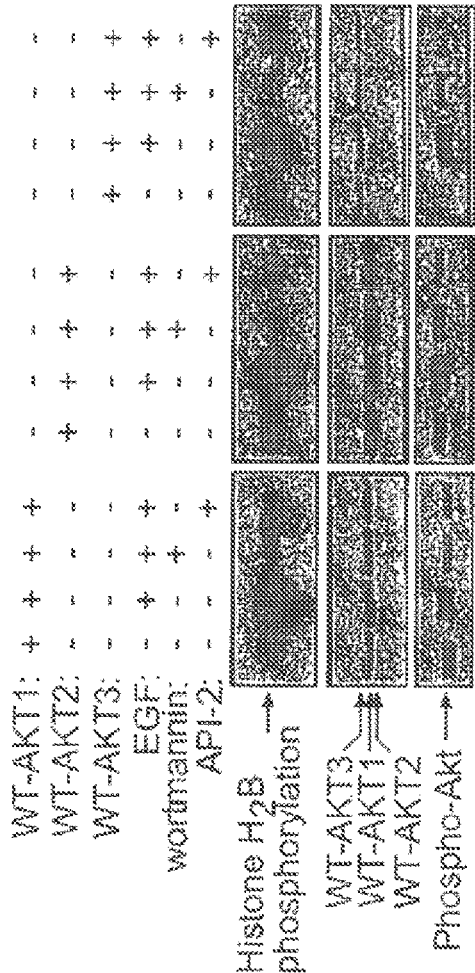 WT-AKT1: + + + + - - - - - - - -
WT-AKT2: - - - - + + + + - - - -
WT-AKT3: - - - - - - - - + + + +
EGF: - + + + - + + + - + + +
wortmannin: - - + - - - + - - - + -
API-2: - - - + - - - + - - - +
Histone H2B
phosphorylation
WT-AKT3
WT-AKT1
WT-AKT2
Phospho-Akt